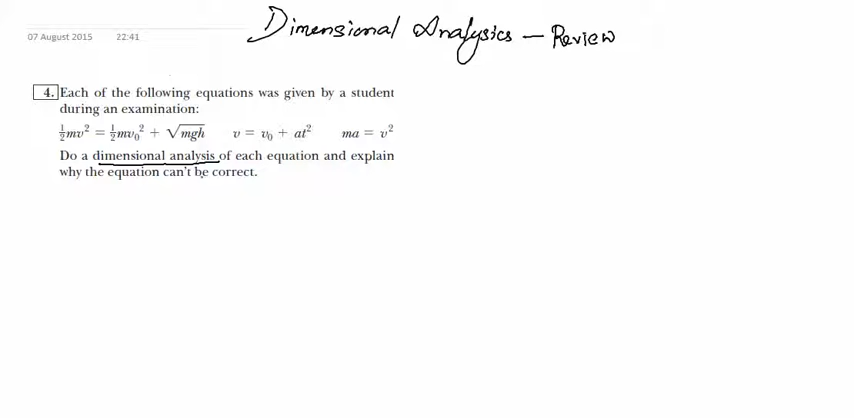 Dimensional Analysics — Review
07 August 2015 22:41
4. Each of the following equations was given by a student
during an examination:
½mv² = ½mv₀² + √mgh v = v₀ + at² ma = v²
Do a dimensional analysis of each equation and explain
why the equation can't be correct.